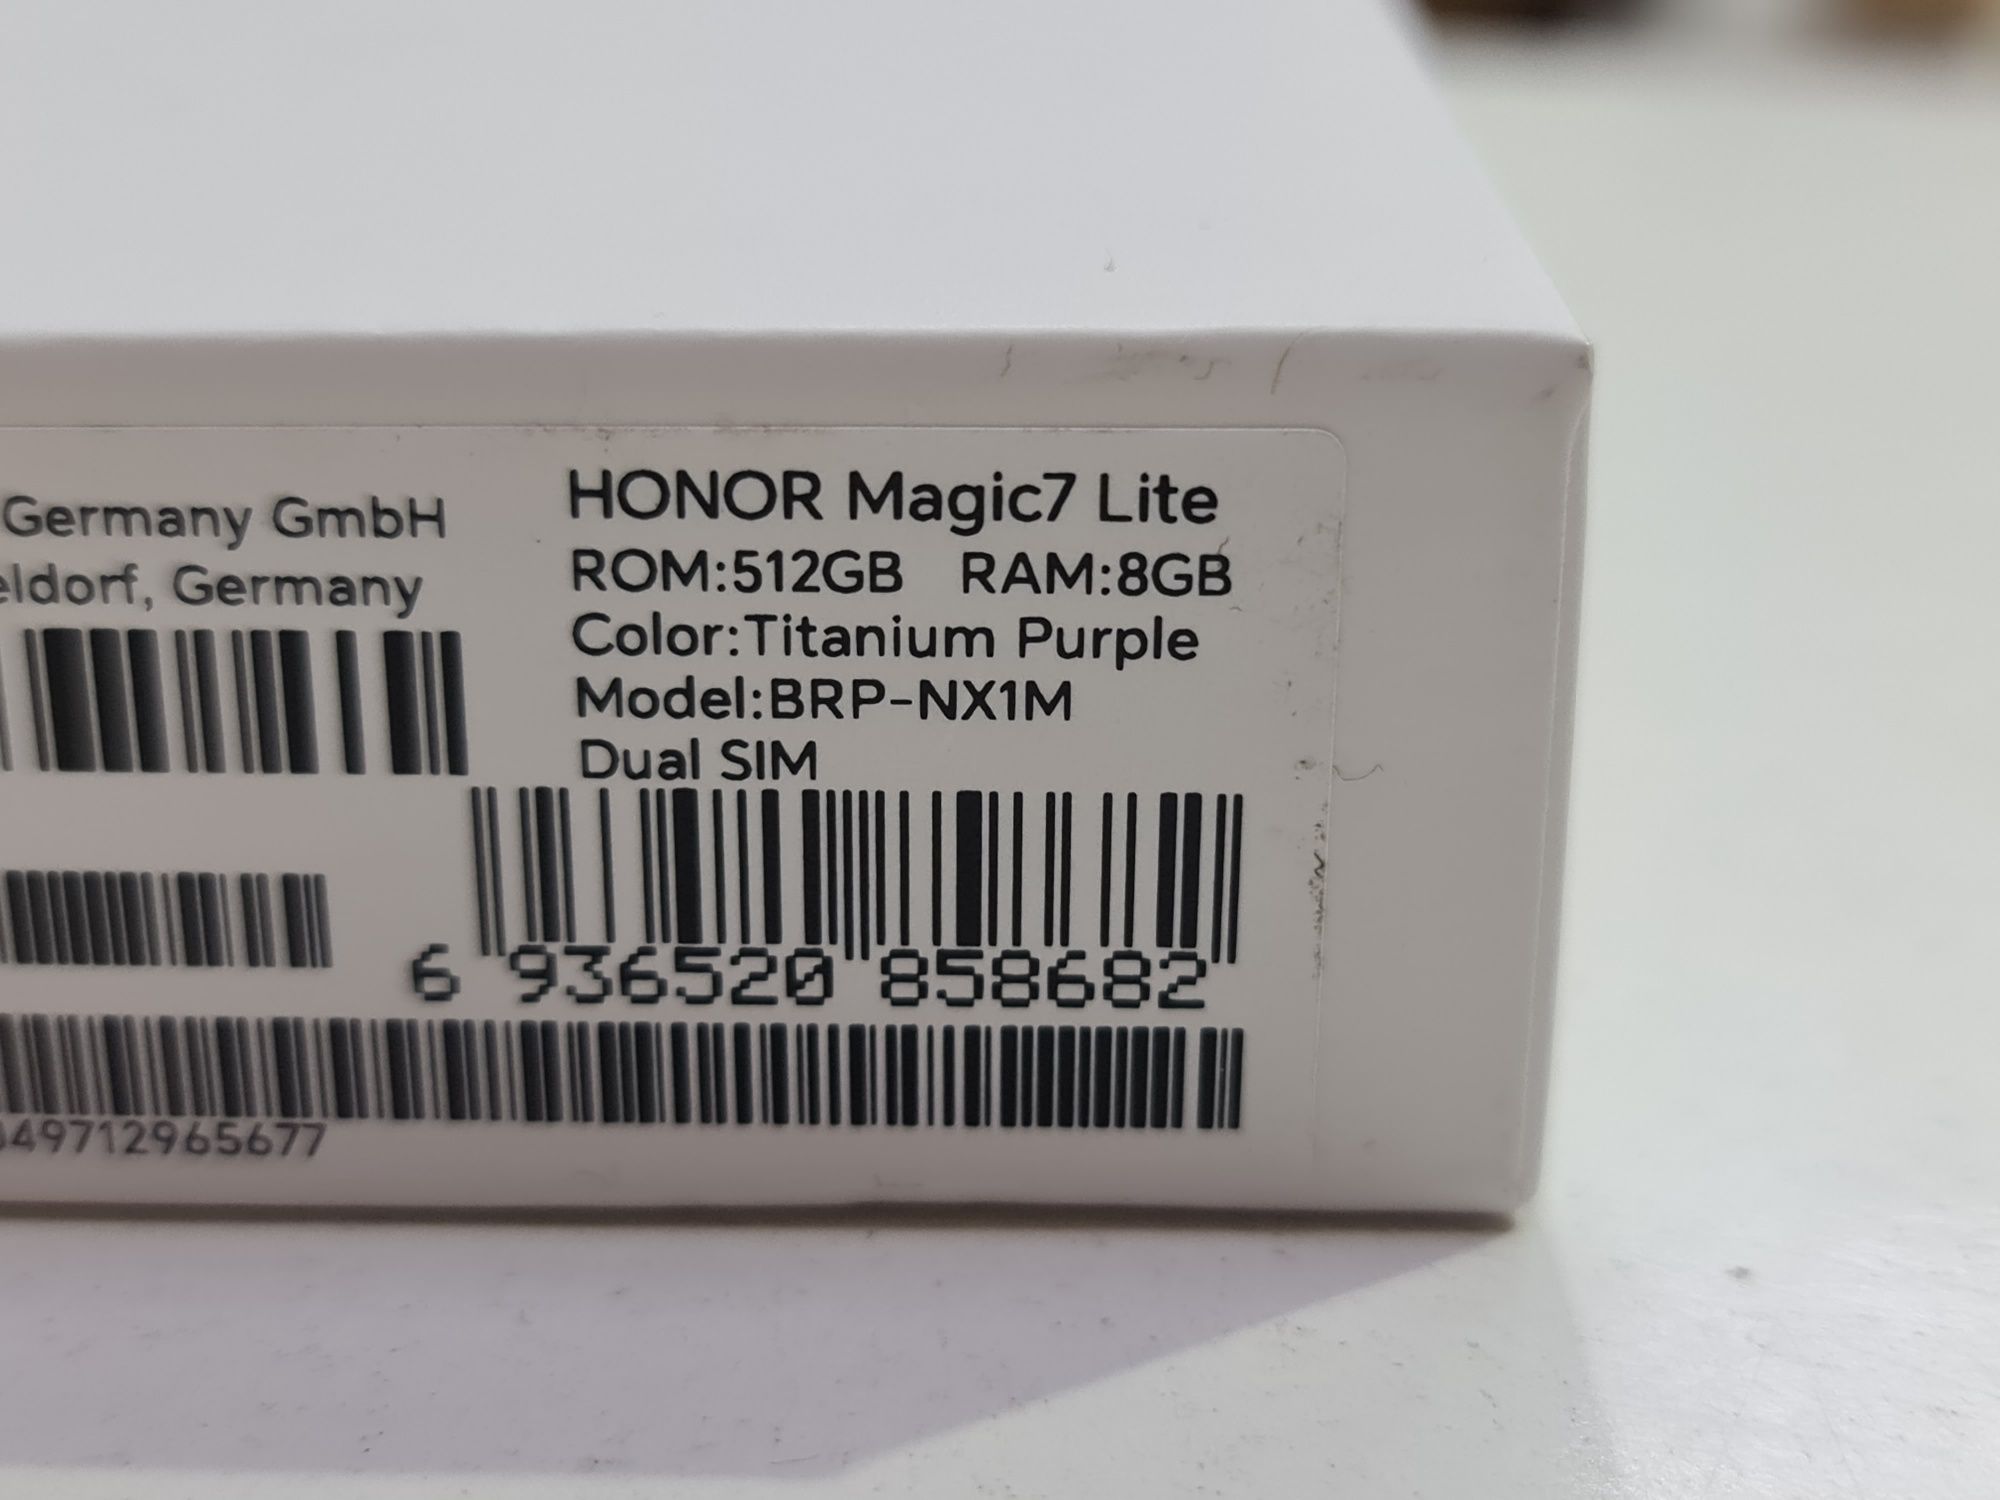 Germany GmbH
eldorf, Germany
HONOR Magic7 Lite
ROM:512GB RAM:8GB
Color:Titanium Purple
Model:BRP-NX1M
Dual SIM
6 936520 858682
49712965677